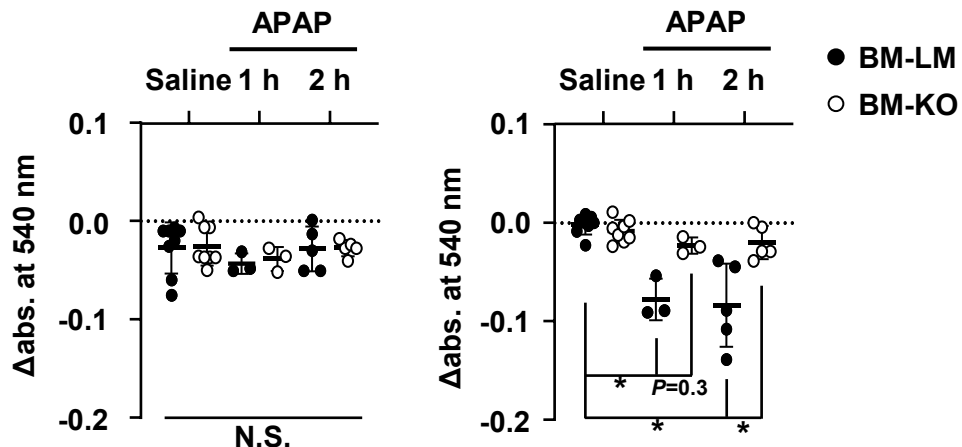 APAP
Saline 1 h 2 h
Δabs. at 540 nm
0.1
0.0
-0.1
-0.2
N.S.
APAP
Saline 1 h 2 h
Δabs. at 540 nm
0.1
0.0
-0.1
-0.2
* P=0.3
* *
BM-LM
BM-KO